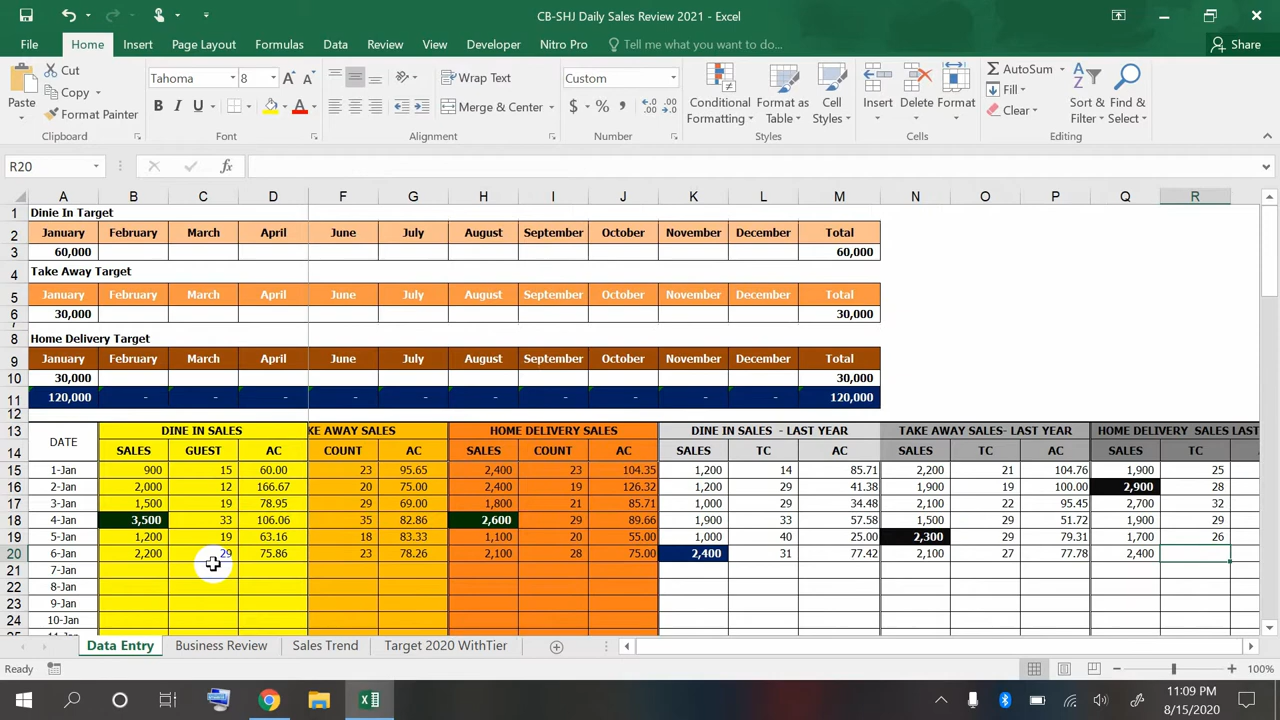 CB-SHJ Daily Sales Review 2021 - Excel
File Home Insert Page Layout Formulas Data Review View Developer Nitro Pro Tell me what you want to do... Share
Paste Cut Copy Format Painter Clipboard
Tahoma 8 A A B I U A Font
Wrap Text Merge & Center Alignment
Custom $ % , Number
Conditional Formatting Format as Table Cell Styles Styles
Insert Delete Format Cells
AutoSum Fill Clear Sort & Filter Find & Select Editing
R20 fx
A B C D F G H I J K L M N O P Q R
1 Dinie In Target
2 January February March April June July August September October November December Total
3 60,000 60,000
4 Take Away Target
5 January February March April June July August September October November December Total
6 30,000 30,000
7
8 Home Delivery Target
9 January February March April June July August September October November December Total
10 30,000 30,000
11 120,000 - - - - - - - - - - 120,000
12
13 DATE DINE IN SALES KE AWAY SALES HOME DELIVERY SALES DINE IN SALES - LAST YEAR TAKE AWAY SALES- LAST YEAR HOME DELIVERY SALES LAST
14 SALES GUEST AC COUNT AC SALES COUNT AC SALES TC AC SALES TC AC SALES TC
15 1-Jan 900 15 60.00 23 95.65 2,400 23 104.35 1,200 14 85.71 2,200 21 104.76 1,900 25
16 2-Jan 2,000 12 166.67 20 75.00 2,400 19 126.32 1,200 29 41.38 1,900 19 100.00 2,900 28
17 3-Jan 1,500 19 78.95 29 69.00 1,800 21 85.71 1,000 29 34.48 2,100 22 95.45 1,700 32
18 4-Jan 3,500 33 106.06 35 82.86 2,600 29 89.66 1,900 33 57.58 1,500 29 51.72 1,900 29
19 5-Jan 1,200 19 63.16 18 83.33 1,100 20 55.00 1,000 40 25.00 2,300 29 79.31 1,700 26
20 6-Jan 2,200 29 75.86 23 78.26 2,100 28 75.00 2,400 31 77.42 2,100 27 77.78 2,400
21 7-Jan
22 8-Jan
23 9-Jan
24 10-Jan
Data Entry Business Review Sales Trend Target 2020 WithTier
Ready 100%
11:09 PM
8/15/2020